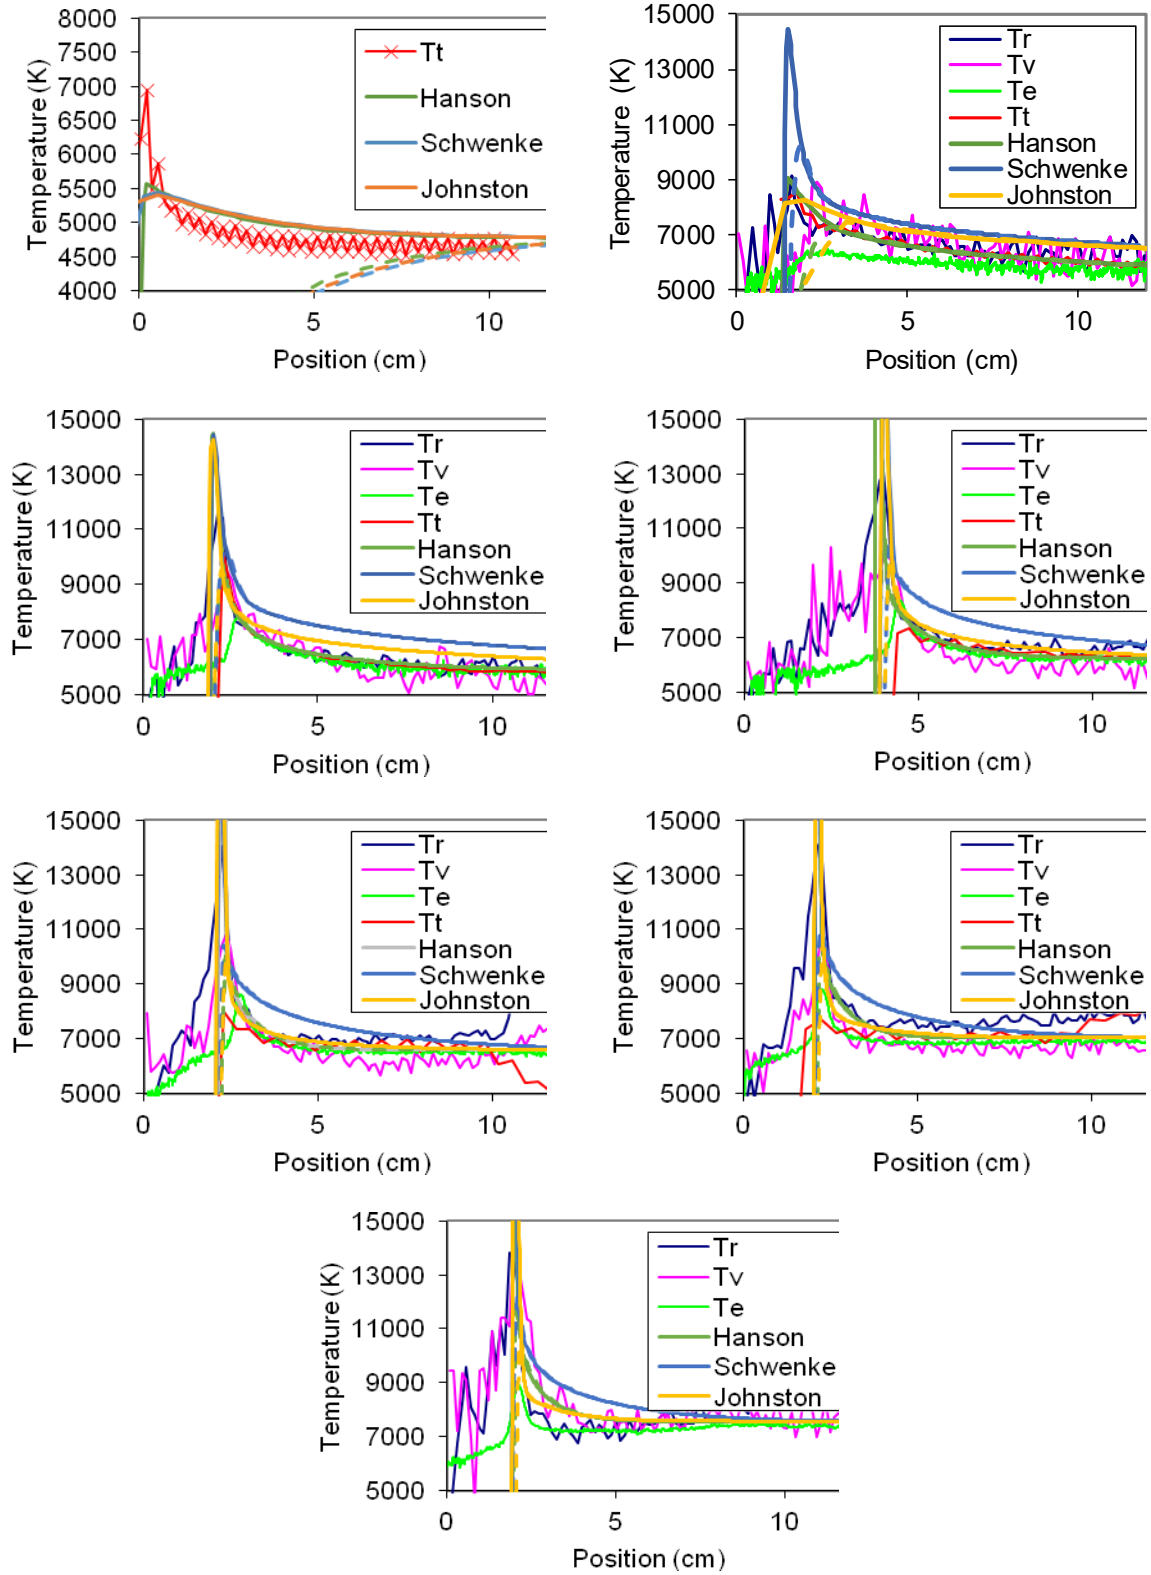 8000
7500
7000
6500
6000
5500
5000
4500
4000
Temperature (K)
Tt
Hanson
Schwenke
Johnston
0
5
10
Position (cm)
15000
13000
11000
9000
7000
5000
Temperature (K)
Tr
Tv
Te
Tt
Hanson
Schwenke
Johnston
0
5
10
Position (cm)
15000
13000
11000
9000
7000
5000
Temperature (K)
Tr
Tv
Te
Tt
Hanson
Schwenke
Johnston
0
5
10
Position (cm)
15000
13000
11000
9000
7000
5000
Temperature (K)
Tr
Tv
Te
Tt
Hanson
Schwenke
Johnston
0
5
10
Position (cm)
15000
13000
11000
9000
7000
5000
Temperature (K)
Tr
Tv
Te
Tt
Hanson
Schwenke
Johnston
0
5
10
Position (cm)
15000
13000
11000
9000
7000
5000
Temperature (K)
Tr
Tv
Te
Tt
Hanson
Schwenke
Johnston
0
5
10
Position (cm)
15000
13000
11000
9000
7000
5000
Temperature (K)
Tr
Tv
Te
Hanson
Schwenke
Johnston
0
5
10
Position (cm)